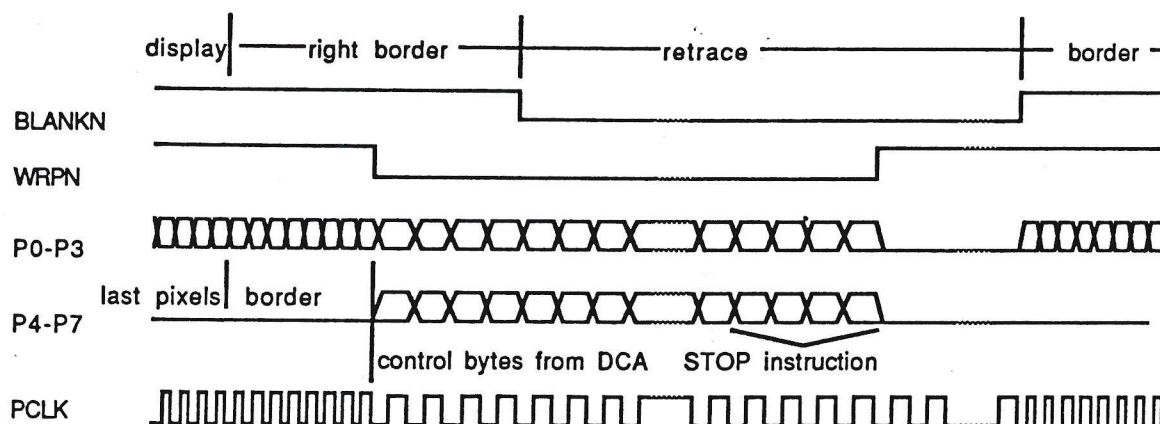 display right border retrace border
BLANKN
WRPN
P0-P3
last pixels border
P4-P7
control bytes from DCA STOP instruction
PCLK